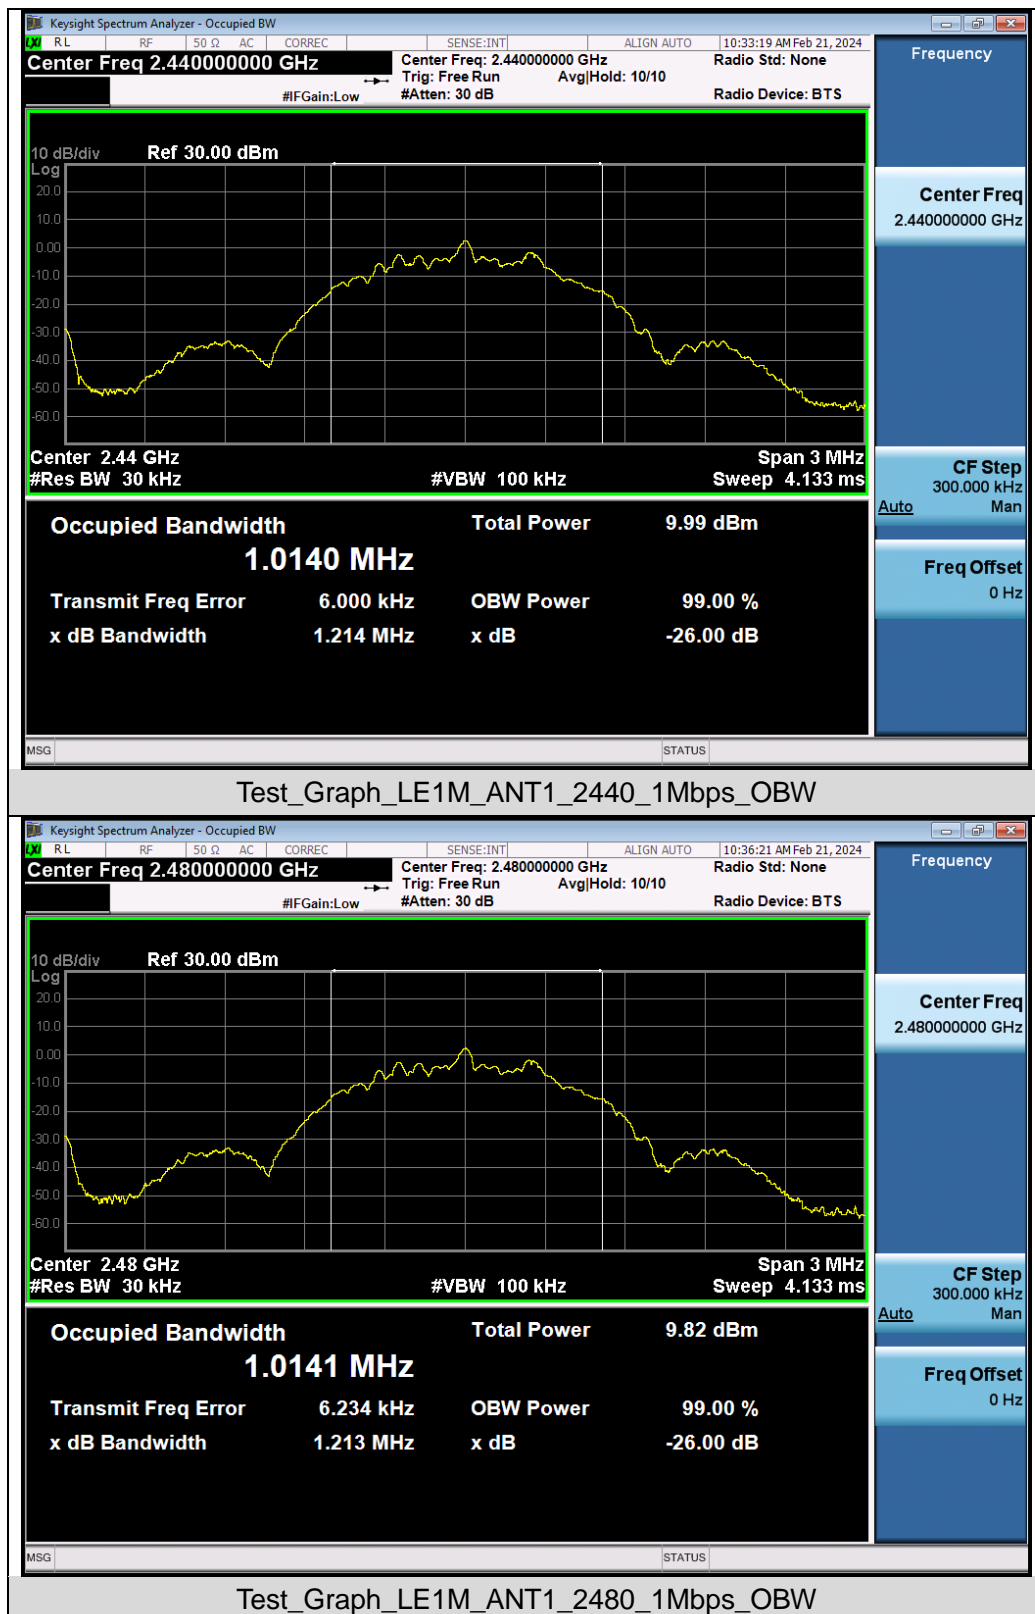 Keysight Spectrum Analyzer - Occupied BW
LXI RL RF 50 Ω AC CORREC SENSE:INT ALIGN AUTO 10:33:19 AM Feb 21, 2024
Center Freq 2.440000000 GHz
Center Freq: 2.440000000 GHz Radio Std: None
Trig: Free Run Avg|Hold: 10/10
#IFGain:Low #Atten: 30 dB Radio Device: BTS
Frequency
10 dB/div Ref 30.00 dBm
Log
20.0
10.0
0.00
-10.0
-20.0
-30.0
-40.0
-50.0
-60.0
Center Freq
2.440000000 GHz
Center 2.44 GHz Span 3 MHz
#Res BW 30 kHz #VBW 100 kHz Sweep 4.133 ms
CF Step
300.000 kHz
Auto Man
Occupied Bandwidth Total Power 9.99 dBm
1.0140 MHz
Transmit Freq Error 6.000 kHz OBW Power 99.00 %
x dB Bandwidth 1.214 MHz x dB -26.00 dB
Freq Offset
0 Hz
MSG STATUS
Test_Graph_LE1M_ANT1_2440_1Mbps_OBW
Keysight Spectrum Analyzer - Occupied BW
LXI RL RF 50 Ω AC CORREC SENSE:INT ALIGN AUTO 10:36:21 AM Feb 21, 2024
Center Freq 2.480000000 GHz
Center Freq: 2.480000000 GHz Radio Std: None
Trig: Free Run Avg|Hold: 10/10
#IFGain:Low #Atten: 30 dB Radio Device: BTS
Frequency
10 dB/div Ref 30.00 dBm
Log
20.0
10.0
0.00
-10.0
-20.0
-30.0
-40.0
-50.0
-60.0
Center Freq
2.480000000 GHz
Center 2.48 GHz Span 3 MHz
#Res BW 30 kHz #VBW 100 kHz Sweep 4.133 ms
CF Step
300.000 kHz
Auto Man
Occupied Bandwidth Total Power 9.82 dBm
1.0141 MHz
Transmit Freq Error 6.234 kHz OBW Power 99.00 %
x dB Bandwidth 1.213 MHz x dB -26.00 dB
Freq Offset
0 Hz
MSG STATUS
Test_Graph_LE1M_ANT1_2480_1Mbps_OBW